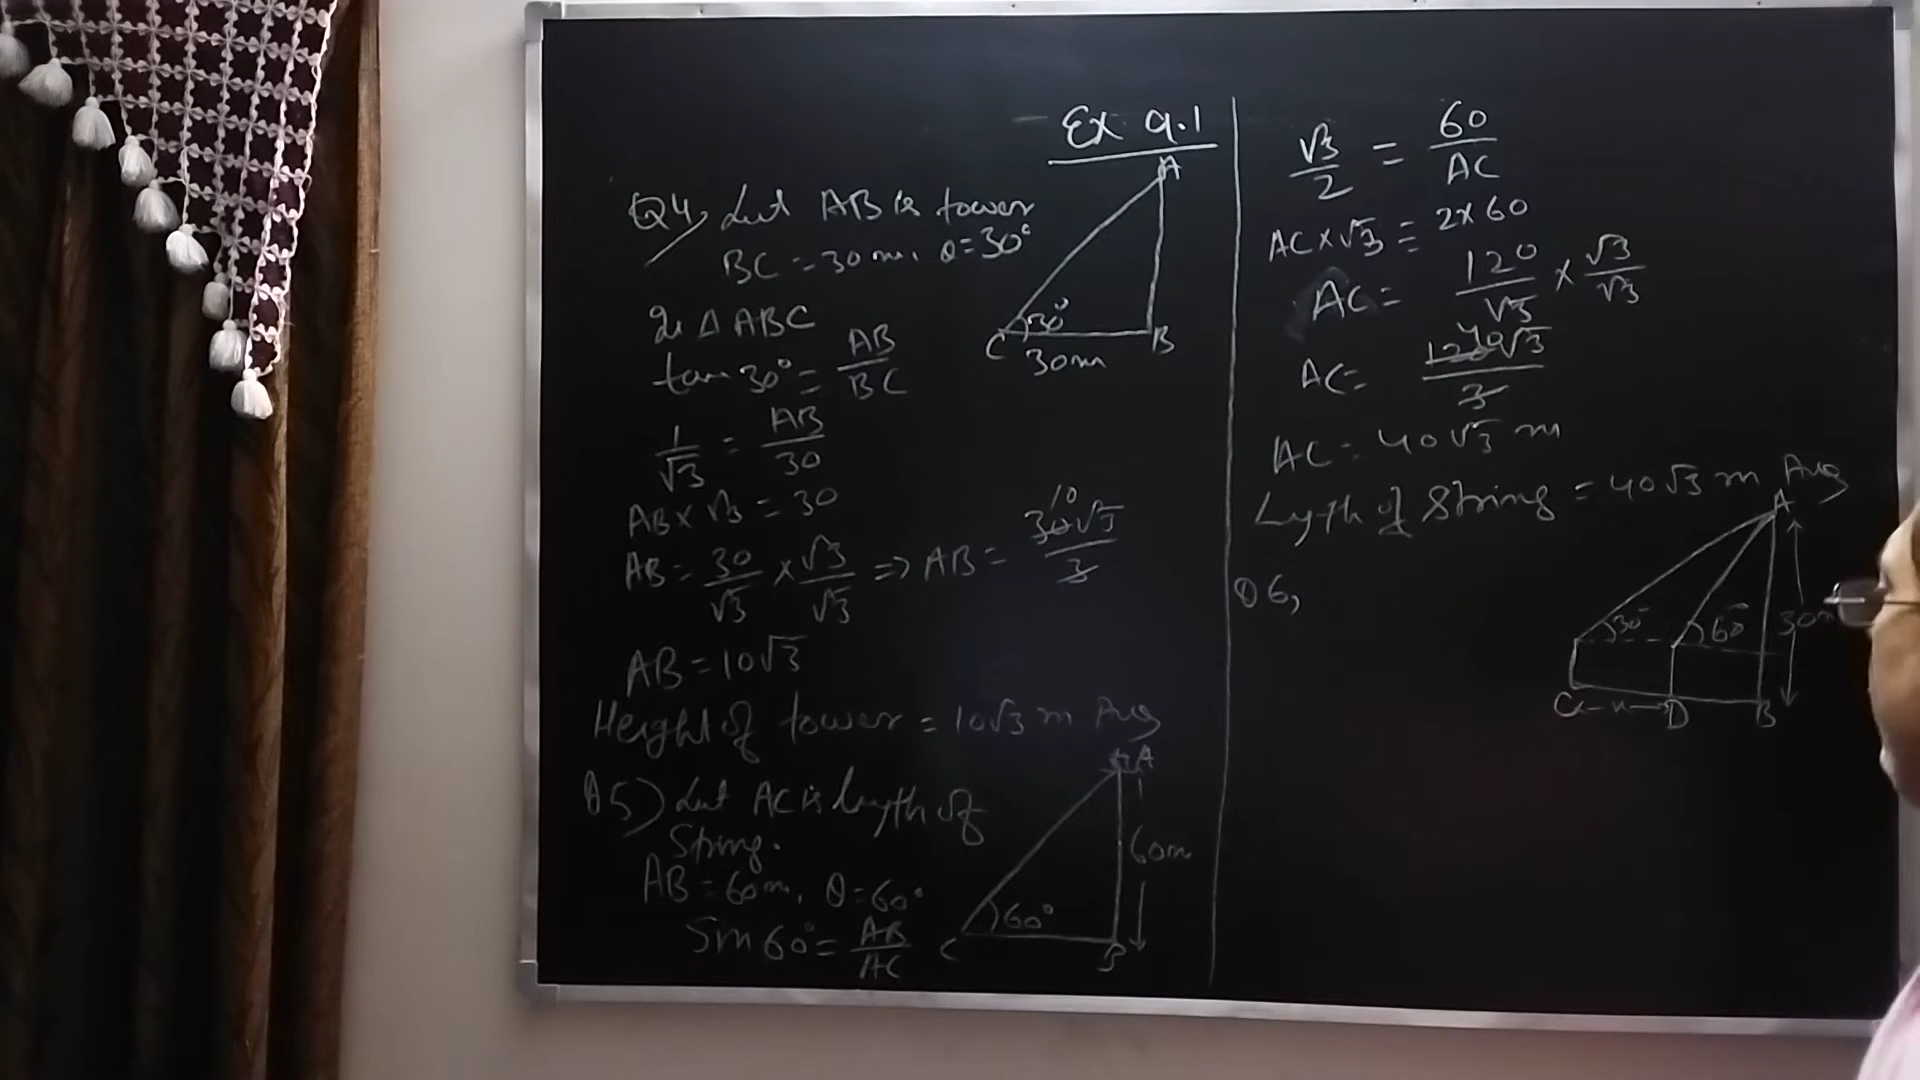 Ex 9.1
Q4, Let AB is tower
BC = 30m, θ = 30°
In Δ ABC
tan 30° = AB/BC
1/√3 = AB/30
AB × √3 = 30
AB = 30/√3 × √3/√3 ⇒ AB = 10 30√3/3
AB = 10√3
Height of tower = 10√3 m Ans
A
30°
C
B
30m
Q5) Let AC is length of
String.
AB = 60m, θ = 60°
Sin 60° = AB/AC
A
60m
60°
C
B
√3/2 = 60/AC
AC × √3 = 2 × 60
AC = 120/√3 × √3/√3
AC = 120 40√3/3
AC = 40√3 m
Length of String = 40√3 m Ans
Q6,
A
30°
60°
30m
C
x
D
B